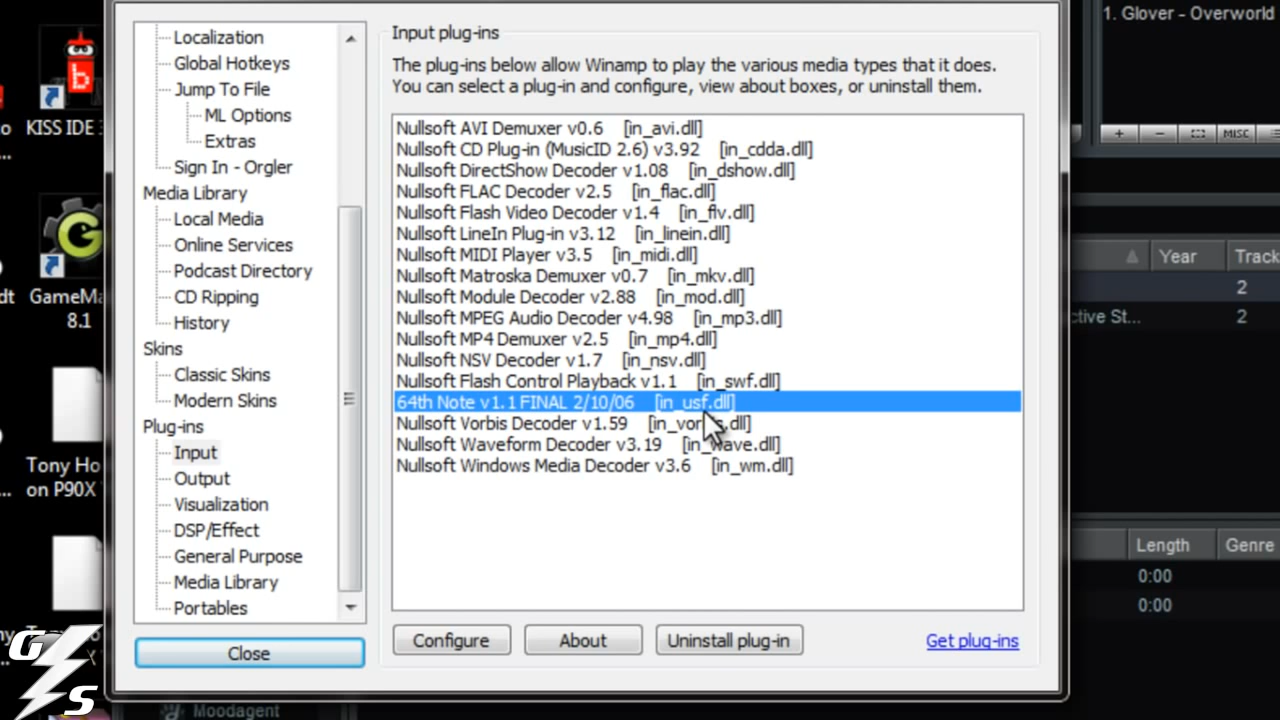 Localization
Global Hotkeys
Jump To File
ML Options
Extras
Sign In - Orgler
Media Library
Local Media
Online Services
Podcast Directory
CD Ripping
History
Skins
Classic Skins
Modern Skins
Plug-ins
Input
Output
Visualization
DSP/Effect
General Purpose
Media Library
Portables
Close
Input plug-ins
The plug-ins below allow Winamp to play the various media types that it does.
You can select a plug-in and configure, view about boxes, or uninstall them.
Nullsoft AVI Demuxer v0.6 [in_avi.dll]
Nullsoft CD Plug-in (MusicID 2.6) v3.92 [in_cdda.dll]
Nullsoft DirectShow Decoder v1.08 [in_dshow.dll]
Nullsoft FLAC Decoder v2.5 [in_flac.dll]
Nullsoft Flash Video Decoder v1.4 [in_flv.dll]
Nullsoft LineIn Plug-in v3.12 [in_linein.dll]
Nullsoft MIDI Player v3.5 [in_midi.dll]
Nullsoft Matroska Demuxer v0.7 [in_mkv.dll]
Nullsoft Module Decoder v2.88 [in_mod.dll]
Nullsoft MPEG Audio Decoder v4.98 [in_mp3.dll]
Nullsoft MP4 Demuxer v2.5 [in_mp4.dll]
Nullsoft NSV Decoder v1.7 [in_nsv.dll]
Nullsoft Flash Control Playback v1.1 [in_swf.dll]
64th Note v1.1 FINAL 2/10/06 [in_usf.dll]
Nullsoft Vorbis Decoder v1.59
Nullsoft Waveform Decoder v3.19 [in_wave.dll]
Nullsoft Windows Media Decoder v3.6 [in_wm.dll]
Configure
About
Uninstall plug-in
Get plug-ins
1. Glover - Overworld
MISC
Year
Track
2
ctive St...
2
Length
Genre
0:00
0:00
Moodagent
KISS IDE
GameMa
8.1
dt
Tony Ho
on P90X
G S